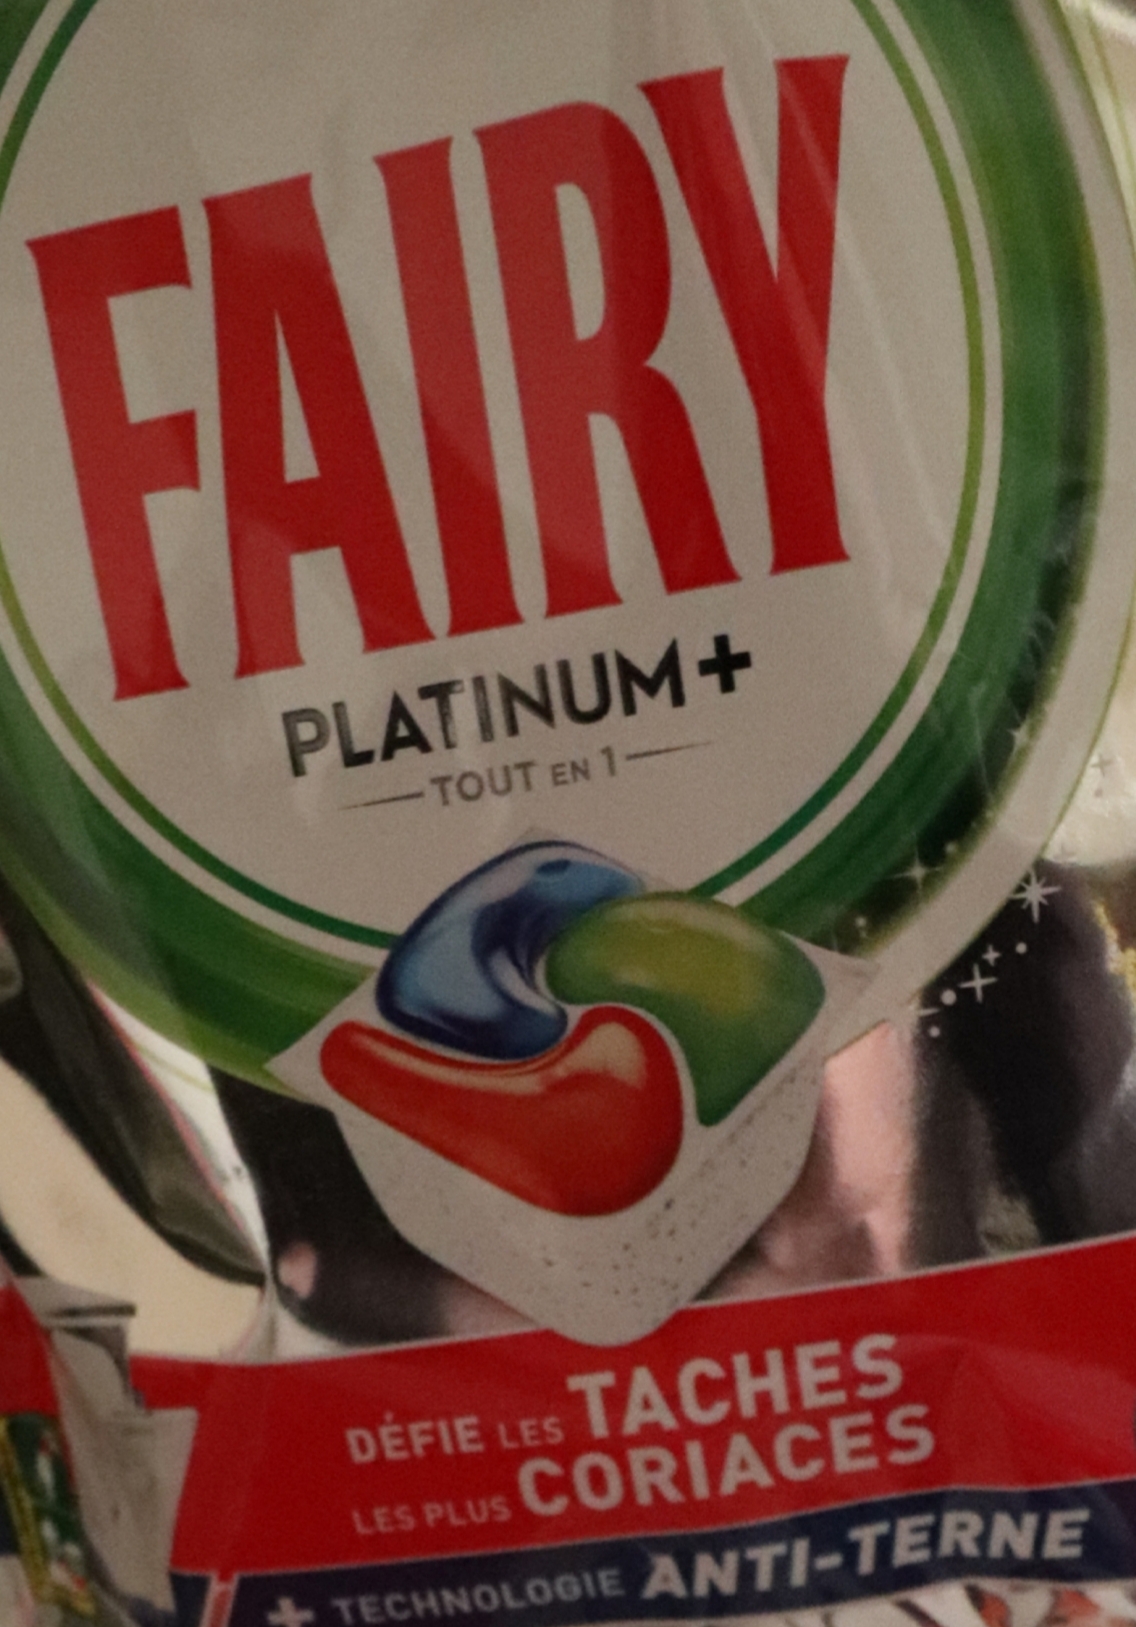 FAIRY
PLATINUM+
TOUT EN 1
DÉFIE LES TACHES
LES PLUS CORIACES
+ TECHNOLOGIE ANTI-TERNE